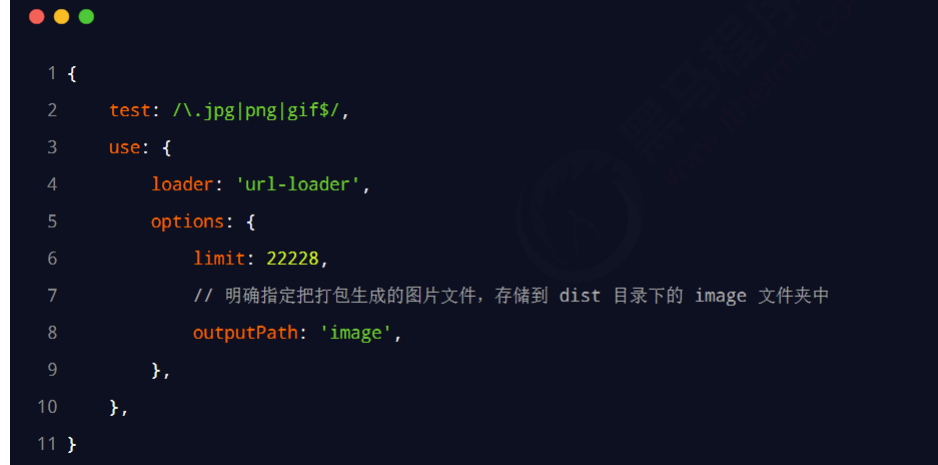 1 {
2 test: /\.jpg|png|gif$/,
3 use: {
4 loader: 'url-loader',
5 options: {
6 limit: 22228,
7 // 明确指定把打包生成的图片文件，存储到 dist 目录下的 image 文件夹中
8 outputPath: 'image',
9 },
10 },
11 }